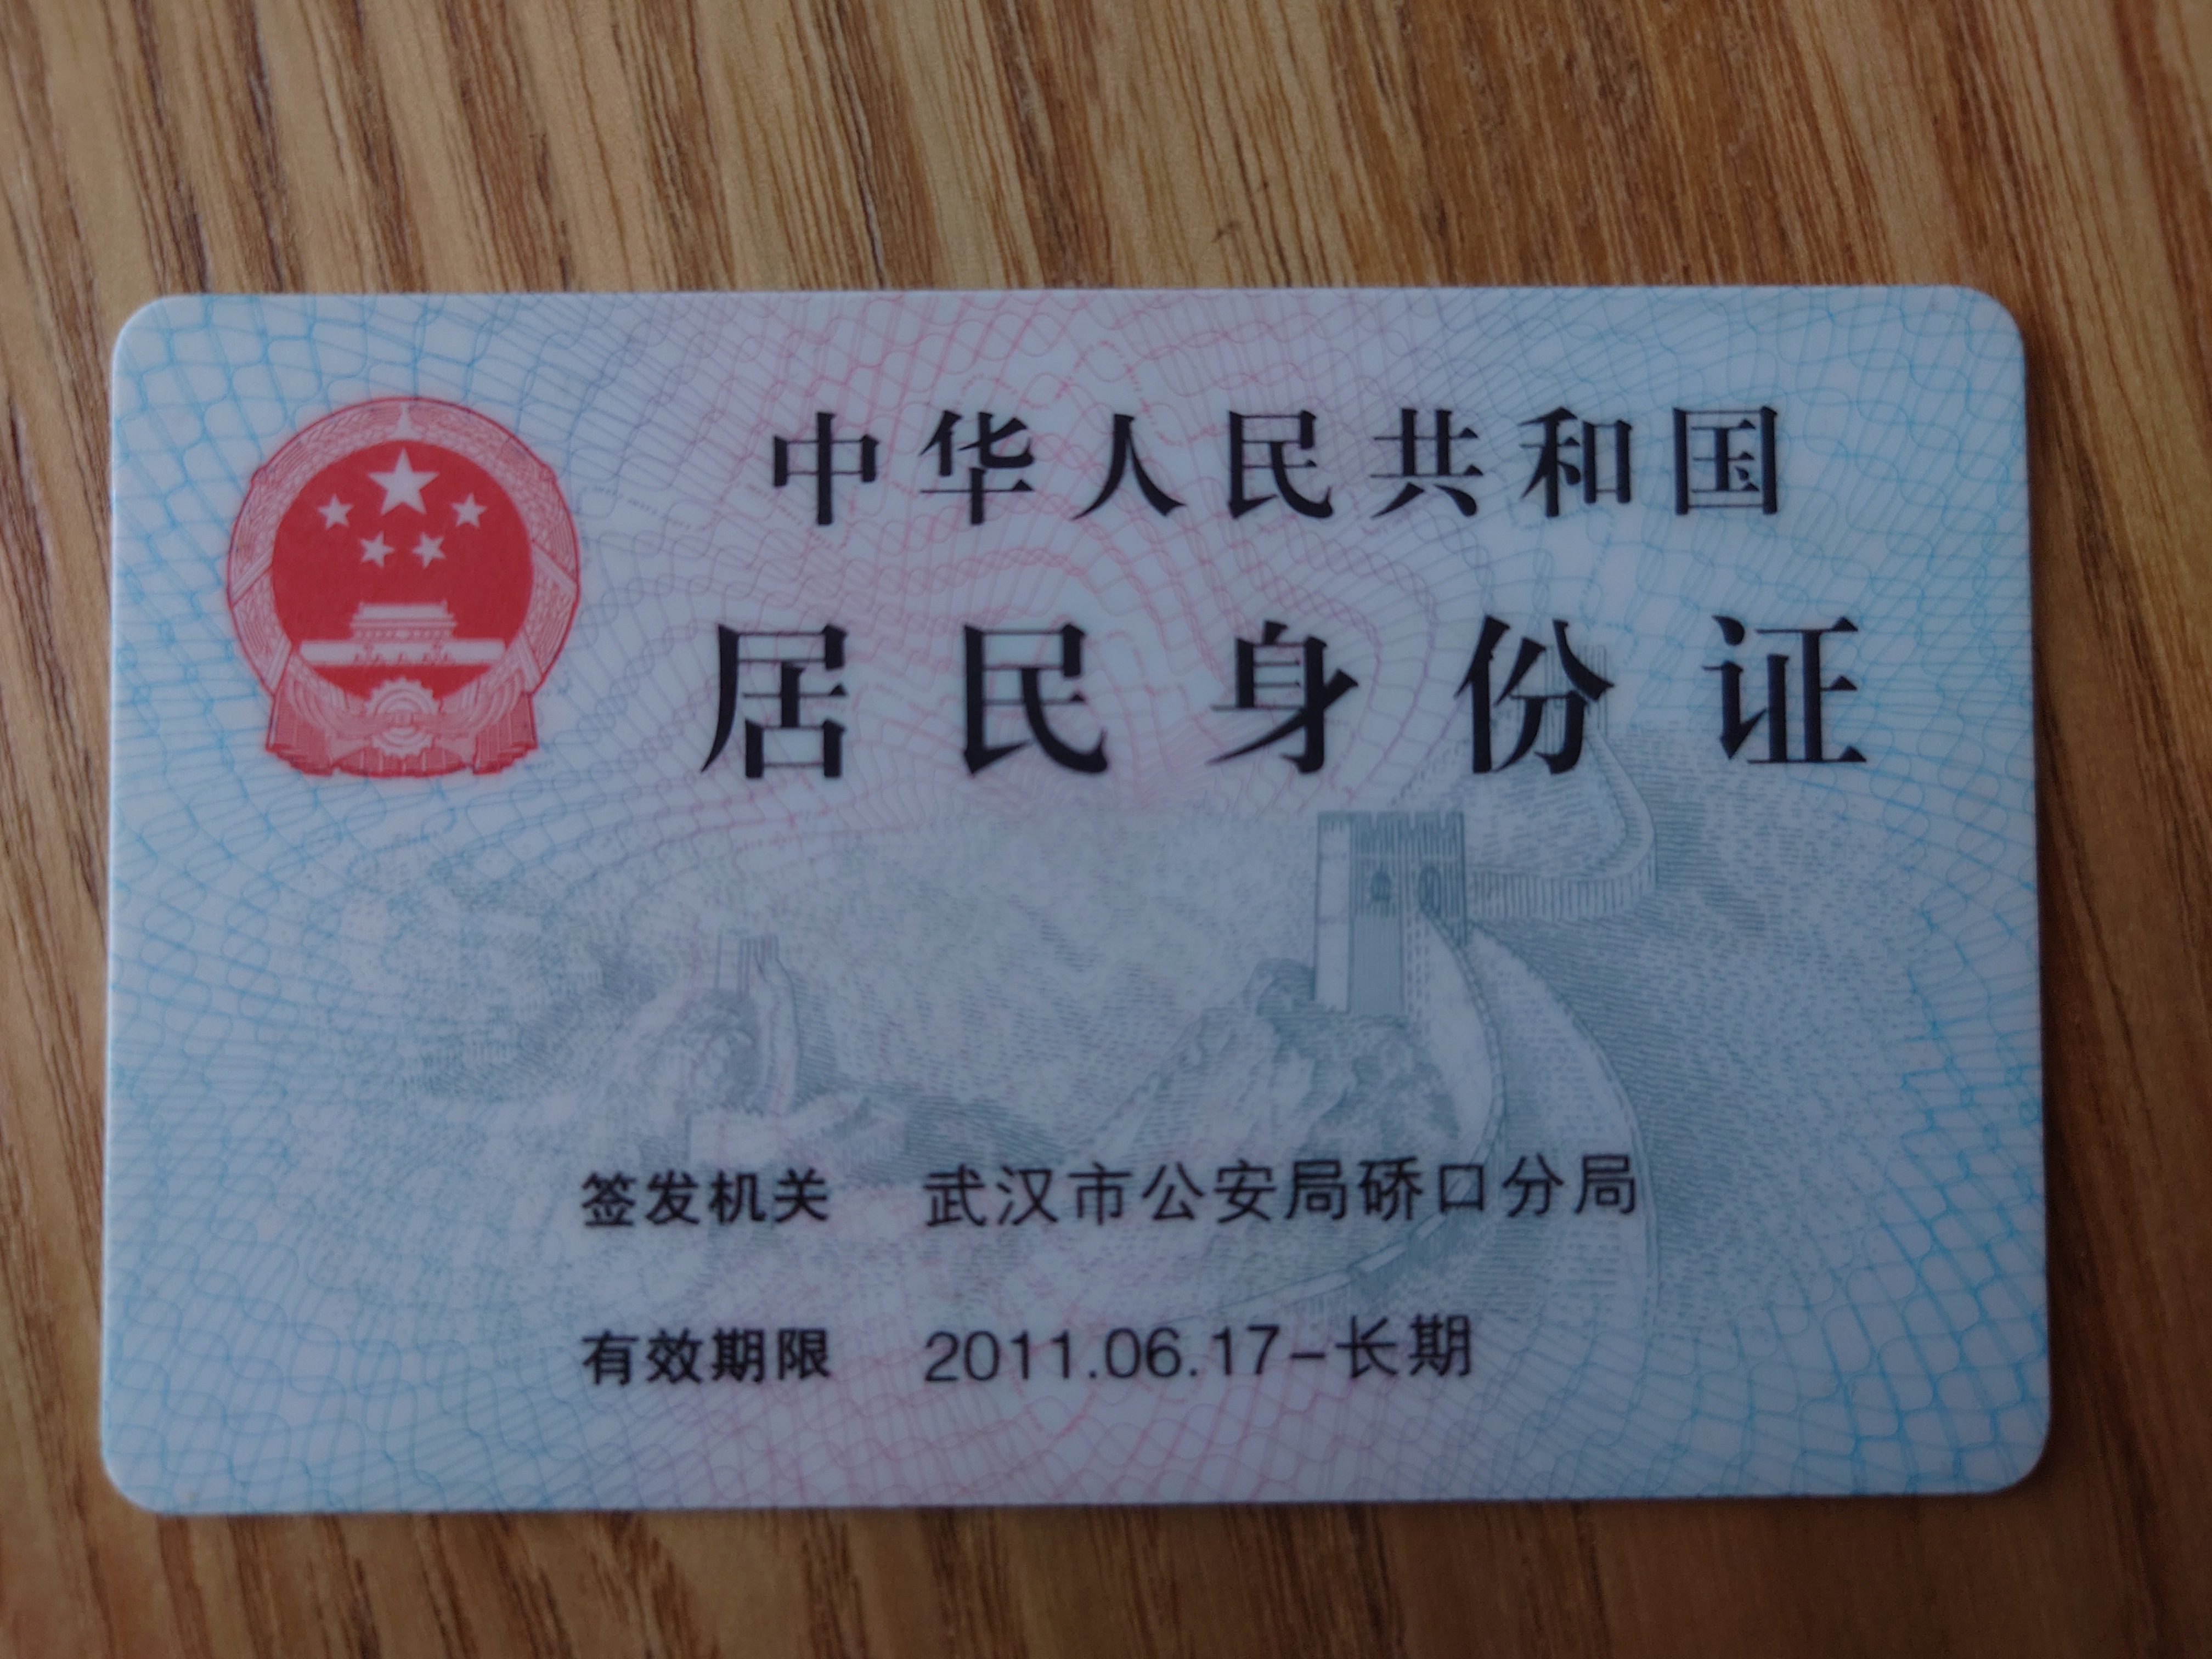 中华人民共和国
居民身份证
签发机关 武汉市公安局硚口分局
有效期限 2011.06.17-长期